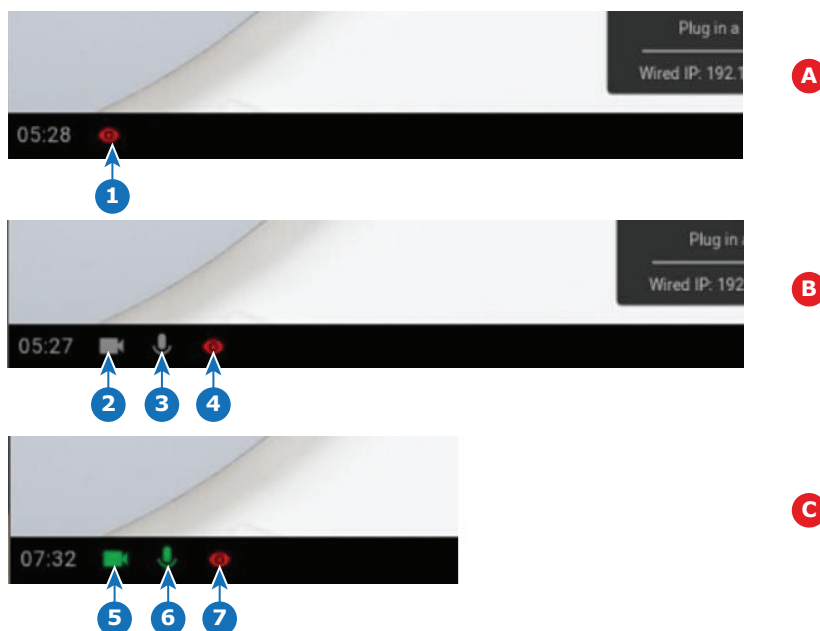 Plug in a
Wired IP: 192.1
A
05:28
1
Plug in
Wired IP: 192
B
05:27
2 3 4
C
07:32
5 6 7